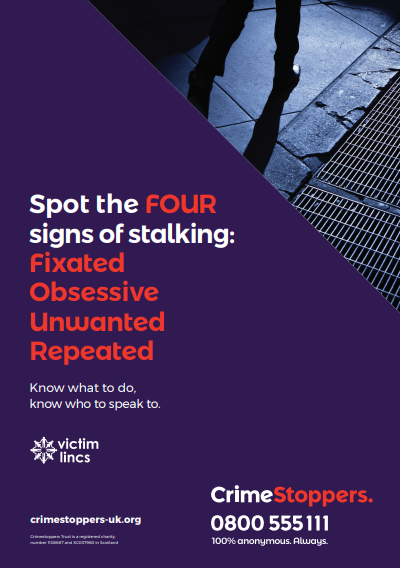 Spot the FOUR
signs of stalking:
Fixated
Obsessive
Unwanted
Repeated
Know what to do,
know who to speak to.
victim
lincs
CrimeStoppers.
0800 555 111
100% anonymous. Always.
crimestoppers-uk.org
Crimestoppers Trust is a registered charity,
number 1108687 and SC037960 in Scotland